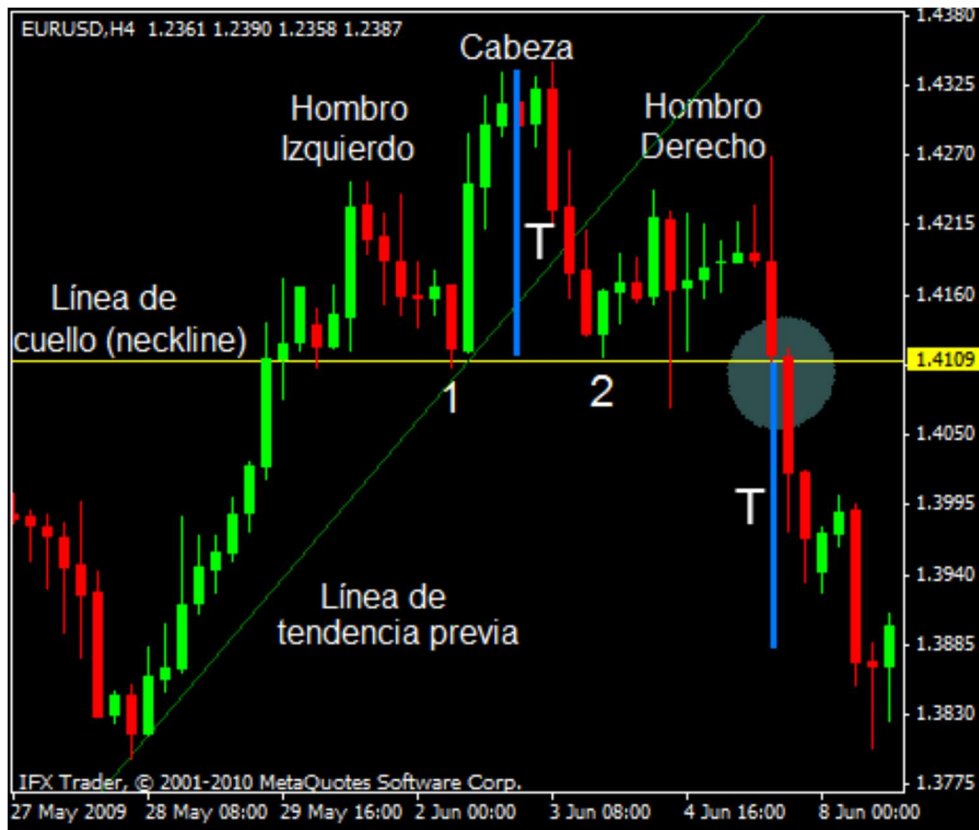 EURUSD,H4 1.2361 1.2390 1.2358 1.2387
Cabeza
Hombro
Izquierdo
Hombro
Derecho
T
Línea de
cuello (neckline)
1
2
T
Línea de
tendencia previa
1.4380
1.4325
1.4270
1.4215
1.4160
1.4109
1.4050
1.3995
1.3940
1.3885
1.3830
1.3775
IFX Trader, © 2001-2010 MetaQuotes Software Corp.
27 May 2009 28 May 08:00 29 May 16:00 2 Jun 00:00 3 Jun 08:00 4 Jun 16:00 8 Jun 00:00